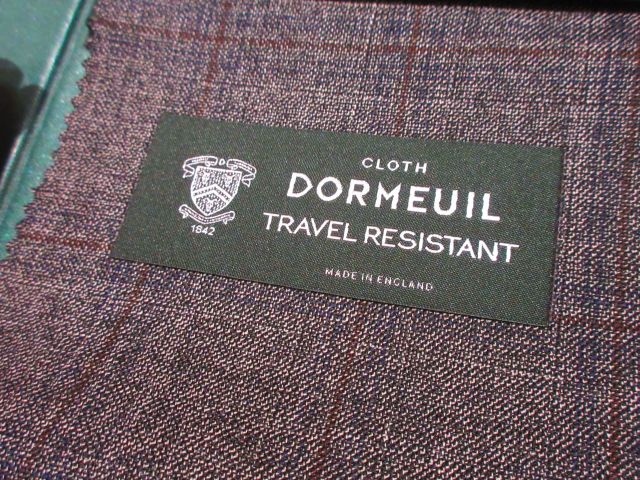 CLOTH
DORMEUIL
TRAVEL RESISTANT
1842
MADE IN ENGLAND